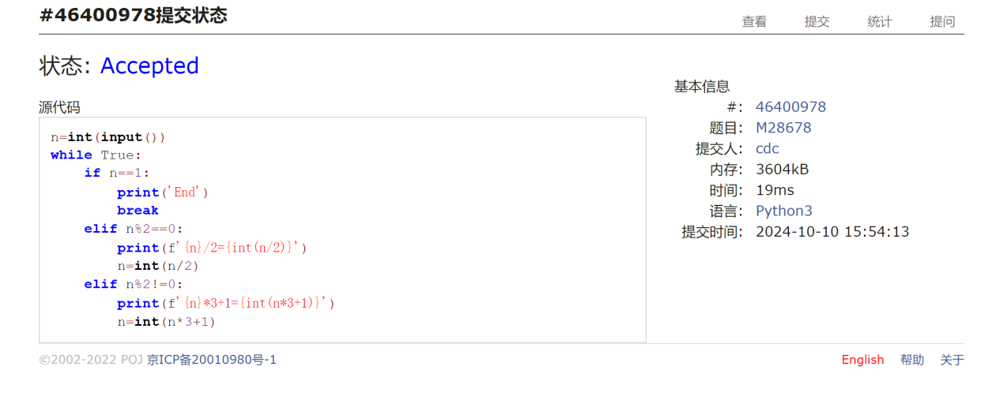 #46400978提交状态
查看 提交 统计 提问
状态: Accepted
源代码
n=int(input())
while True:
    if n==1:
        print('End')
        break
    elif n%2==0:
        print(f'{n}/2={int(n/2)}')
        n=int(n/2)
    elif n%2!=0:
        print(f'{n}*3+1={int(n*3+1)}')
        n=int(n*3+1)
基本信息
#: 46400978
题目: M28678
提交人: cdc
内存: 3604kB
时间: 19ms
语言: Python3
提交时间: 2024-10-10 15:54:13
©2002-2022 POJ 京ICP备20010980号-1
English 帮助 关于